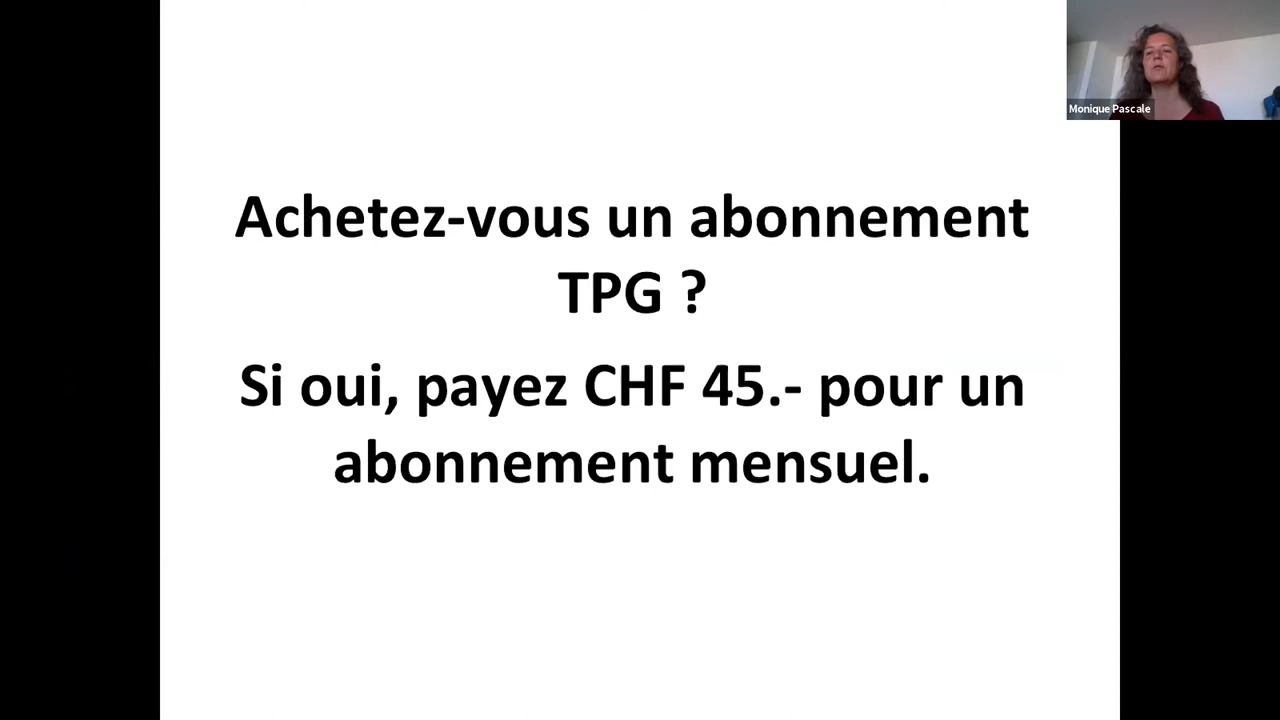 Monique Pascale
Achetez-vous un abonnement
TPG ?
Si oui, payez CHF 45.- pour un
abonnement mensuel.